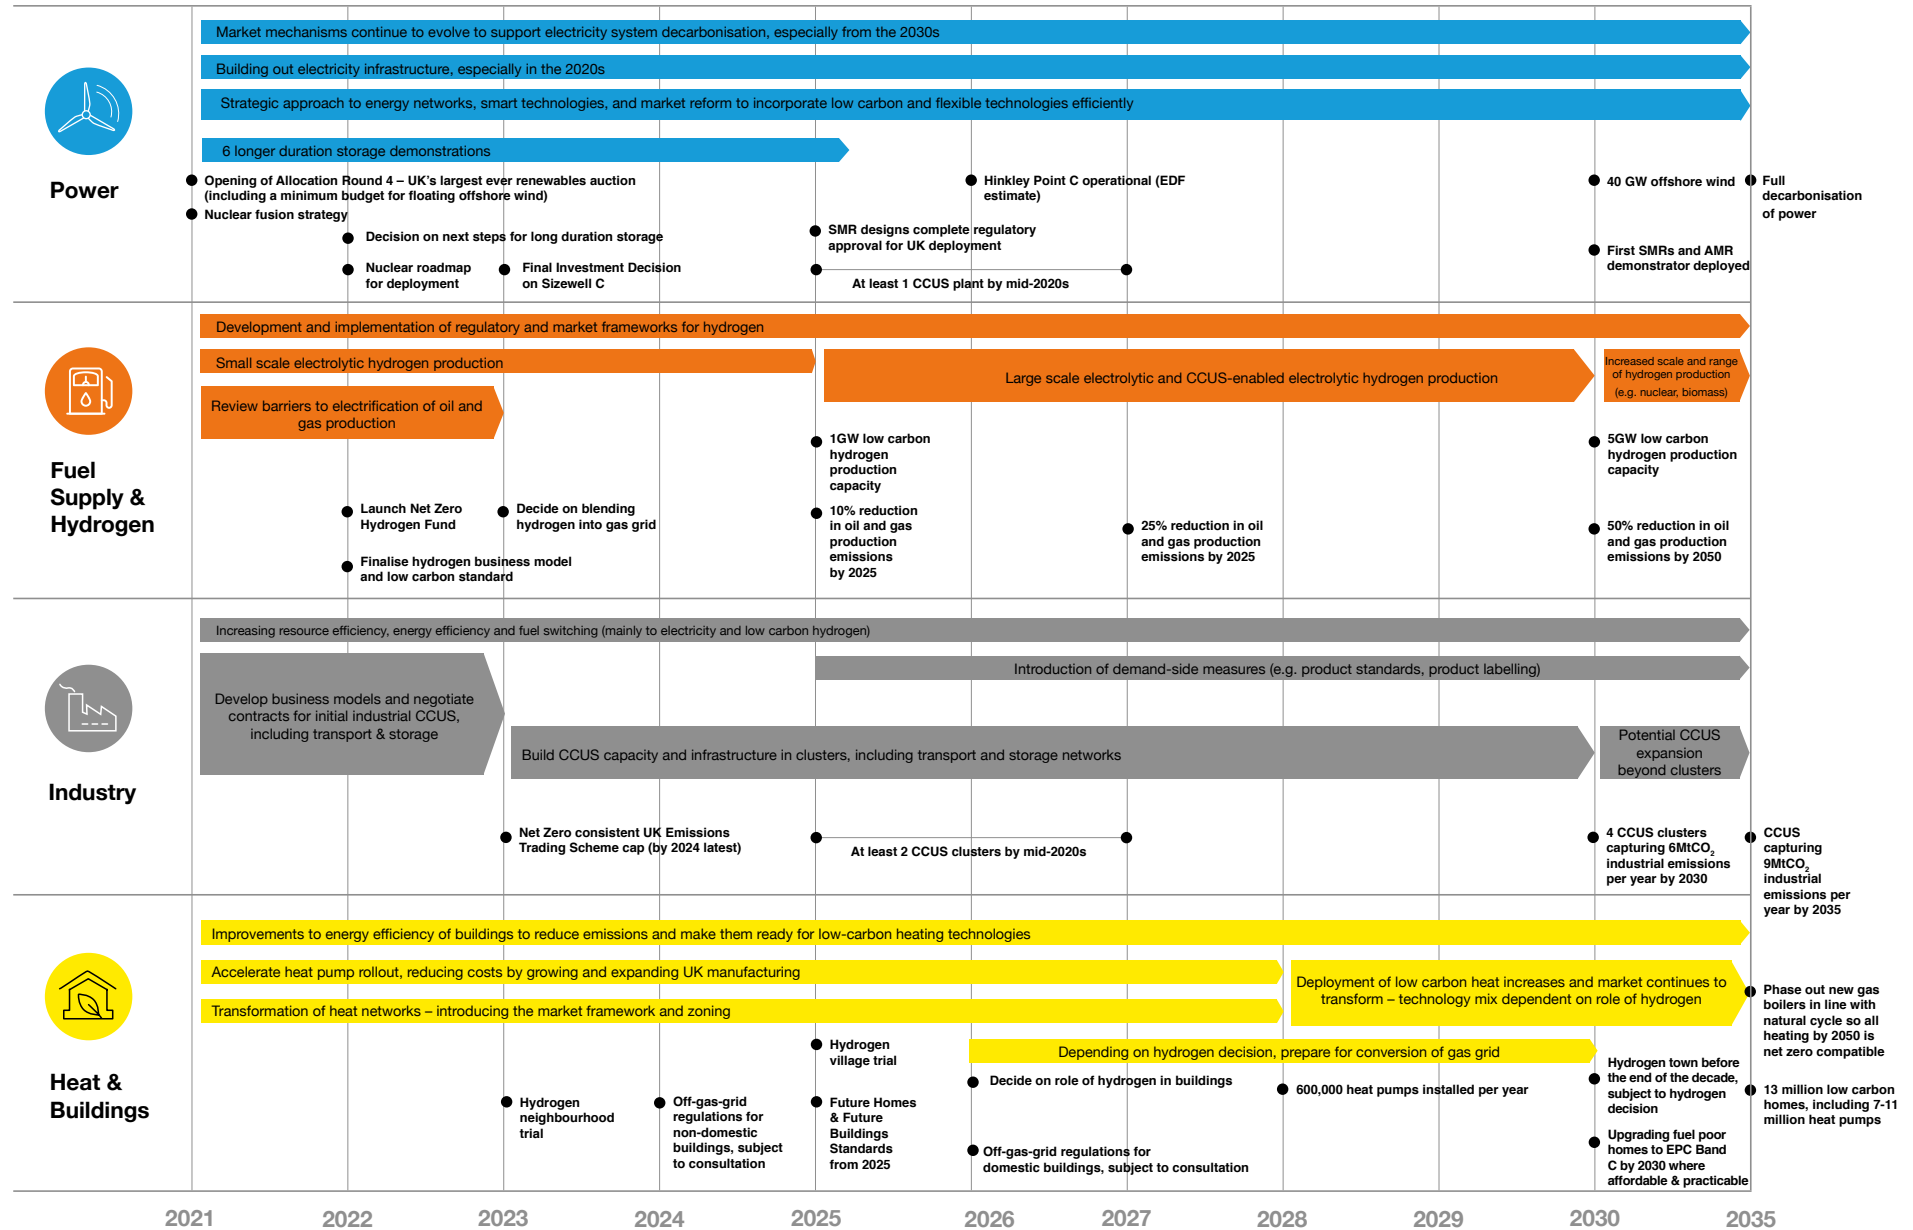 Market mechanisms continue to evolve to support electricity system decarbonisation, especially from the 2030s
Building out electricity infrastructure, especially in the 2020s
Strategic approach to energy networks, smart technologies, and market reform to incorporate low carbon and flexible technologies efficiently
6 longer duration storage demonstrations
Power
Opening of Allocation Round 4 – UK's largest ever renewables auction
(including a minimum budget for floating offshore wind)
Nuclear fusion strategy
Decision on next steps for long duration storage
Nuclear roadmap
for deployment
Final Investment Decision
on Sizewell C
SMR designs complete regulatory
approval for UK deployment
At least 1 CCUS plant by mid-2020s
Hinkley Point C operational (EDF
estimate)
40 GW offshore wind
First SMRs and AMR
demonstrator deployed
Full
decarbonisation
of power
Development and implementation of regulatory and market frameworks for hydrogen
Small scale electrolytic hydrogen production
Large scale electrolytic and CCUS-enabled electrolytic hydrogen production
Increased scale and range
of hydrogen production
(e.g. nuclear, biomass)
Review barriers to electrification of oil and
gas production
Fuel
Supply &
Hydrogen
Launch Net Zero
Hydrogen Fund
Finalise hydrogen business model
and low carbon standard
Decide on blending
hydrogen into gas grid
1GW low carbon
hydrogen
production
capacity
10% reduction
in oil and gas
production
emissions
by 2025
25% reduction in oil
and gas production
emissions by 2025
5GW low carbon
hydrogen production
capacity
50% reduction in oil
and gas production
emissions by 2050
Increasing resource efficiency, energy efficiency and fuel switching (mainly to electricity and low carbon hydrogen)
Introduction of demand-side measures (e.g. product standards, product labelling)
Develop business models and negotiate
contracts for initial industrial CCUS,
including transport & storage
Build CCUS capacity and infrastructure in clusters, including transport and storage networks
Potential CCUS
expansion
beyond clusters
Industry
Net Zero consistent UK Emissions
Trading Scheme cap (by 2024 latest)
At least 2 CCUS clusters by mid-2020s
4 CCUS clusters
capturing 6MtCO₂
industrial emissions
per year by 2030
CCUS
capturing
9MtCO₂
industrial
emissions per
year by 2035
Improvements to energy efficiency of buildings to reduce emissions and make them ready for low-carbon heating technologies
Accelerate heat pump rollout, reducing costs by growing and expanding UK manufacturing
Transformation of heat networks – introducing the market framework and zoning
Deployment of low carbon heat increases and market continues to
transform – technology mix dependent on role of hydrogen
Depending on hydrogen decision, prepare for conversion of gas grid
Heat &
Buildings
Hydrogen
neighbourhood
trial
Off-gas-grid
regulations for
non-domestic
buildings, subject
to consultation
Hydrogen
village trial
Future Homes
& Future
Buildings
Standards
from 2025
Decide on role of hydrogen in buildings
Off-gas-grid regulations for
domestic buildings, subject to consultation
600,000 heat pumps installed per year
Hydrogen town before
the end of the decade,
subject to hydrogen
decision
Upgrading fuel poor
homes to EPC Band
C by 2030 where
affordable & practicable
Phase out new gas
boilers in line with
natural cycle so all
heating by 2050 is
net zero compatible
13 million low carbon
homes, including 7-11
million heat pumps
2021 2022 2023 2024 2025 2026 2027 2028 2029 2030 2035